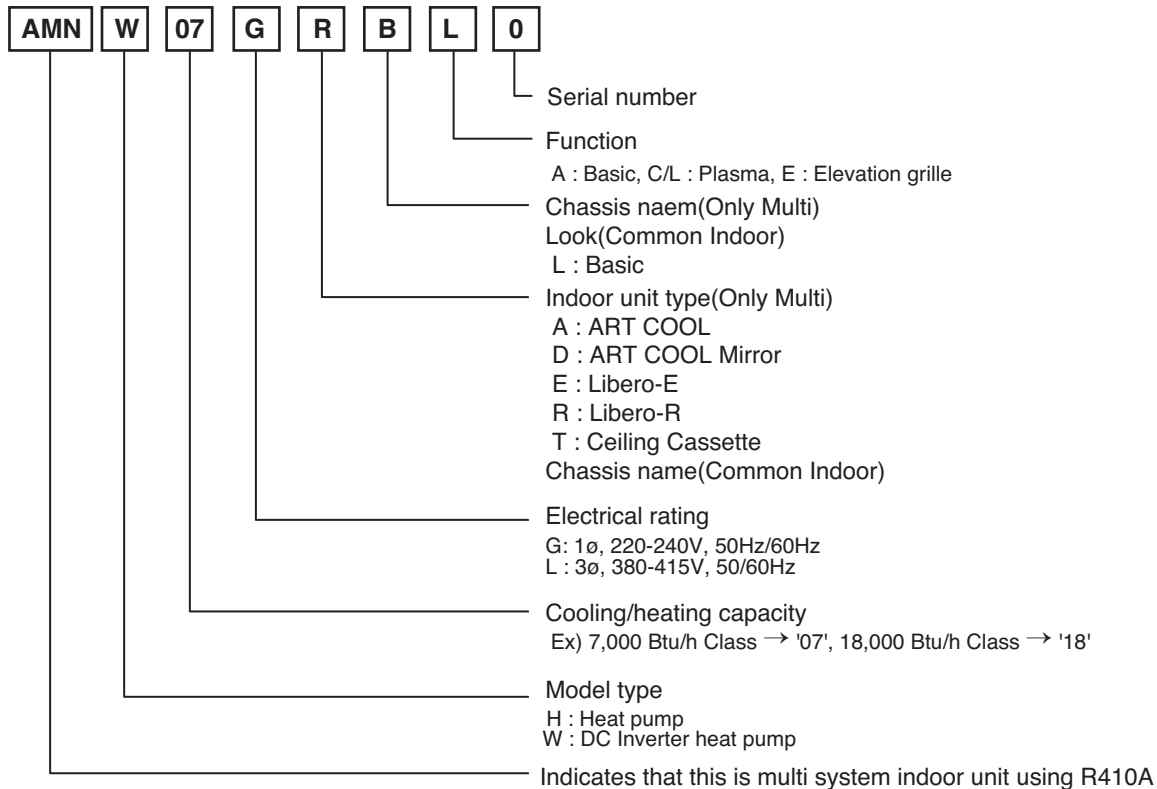 AMN W 07 G R B L 0
Serial number
Function
A : Basic, C/L : Plasma, E : Elevation grille
Chassis naem(Only Multi)
Look(Common Indoor)
L : Basic
Indoor unit type(Only Multi)
A : ART COOL
D : ART COOL Mirror
E : Libero-E
R : Libero-R
T : Ceiling Cassette
Chassis name(Common Indoor)
Electrical rating
G: 1ø, 220-240V, 50Hz/60Hz
L : 3ø, 380-415V, 50/60Hz
Cooling/heating capacity
Ex) 7,000 Btu/h Class → '07', 18,000 Btu/h Class → '18'
Model type
H : Heat pump
W : DC Inverter heat pump
Indicates that this is multi system indoor unit using R410A